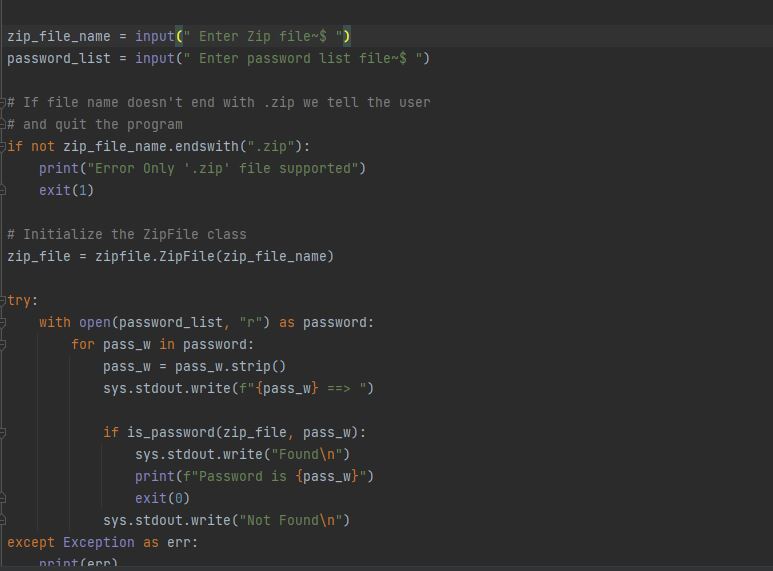 zip_file_name = input(" Enter Zip file~$ ")
password_list = input(" Enter password list file~$ ")
# If file name doesn't end with .zip we tell the user
# and quit the program
if not zip_file_name.endswith(".zip"):
    print("Error Only '.zip' file supported")
    exit(1)
# Initialize the ZipFile class
zip_file = zipfile.ZipFile(zip_file_name)
try:
    with open(password_list, "r") as password:
        for pass_w in password:
            pass_w = pass_w.strip()
            sys.stdout.write(f"{pass_w} ==> ")
            if is_password(zip_file, pass_w):
                sys.stdout.write("Found\n")
                print(f"Password is {pass_w}")
                exit(0)
            sys.stdout.write("Not Found\n")
except Exception as err:
    print(err)